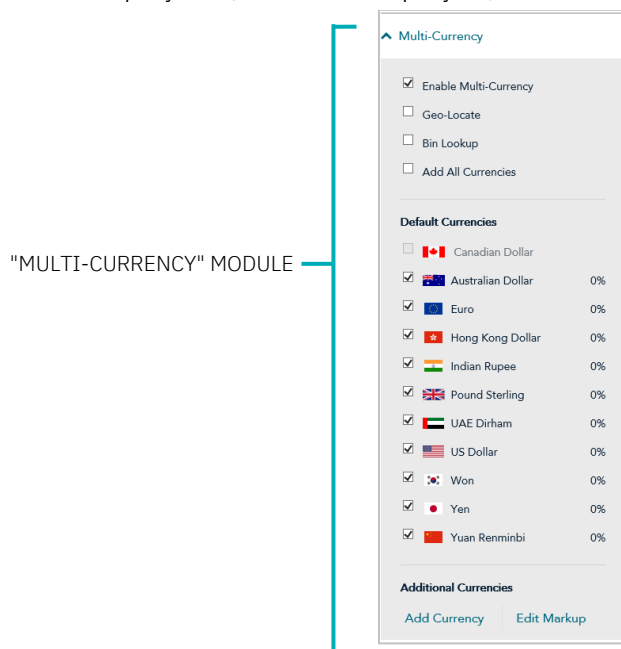 Multi-Currency
Enable Multi-Currency
Geo-Locate
Bin Lookup
Add All Currencies
Default Currencies
Canadian Dollar
"MULTI-CURRENCY" MODULE
Australian Dollar 0%
Euro 0%
Hong Kong Dollar 0%
Indian Rupee 0%
Pound Sterling 0%
UAE Dirham 0%
US Dollar 0%
Won 0%
Yen 0%
Yuan Renminbi 0%
Additional Currencies
Add Currency Edit Markup